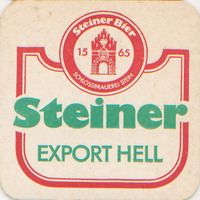 Steiner Bier
15 65
SCHLOSSBRAUEREI STEIN
Steiner
EXPORT HELL